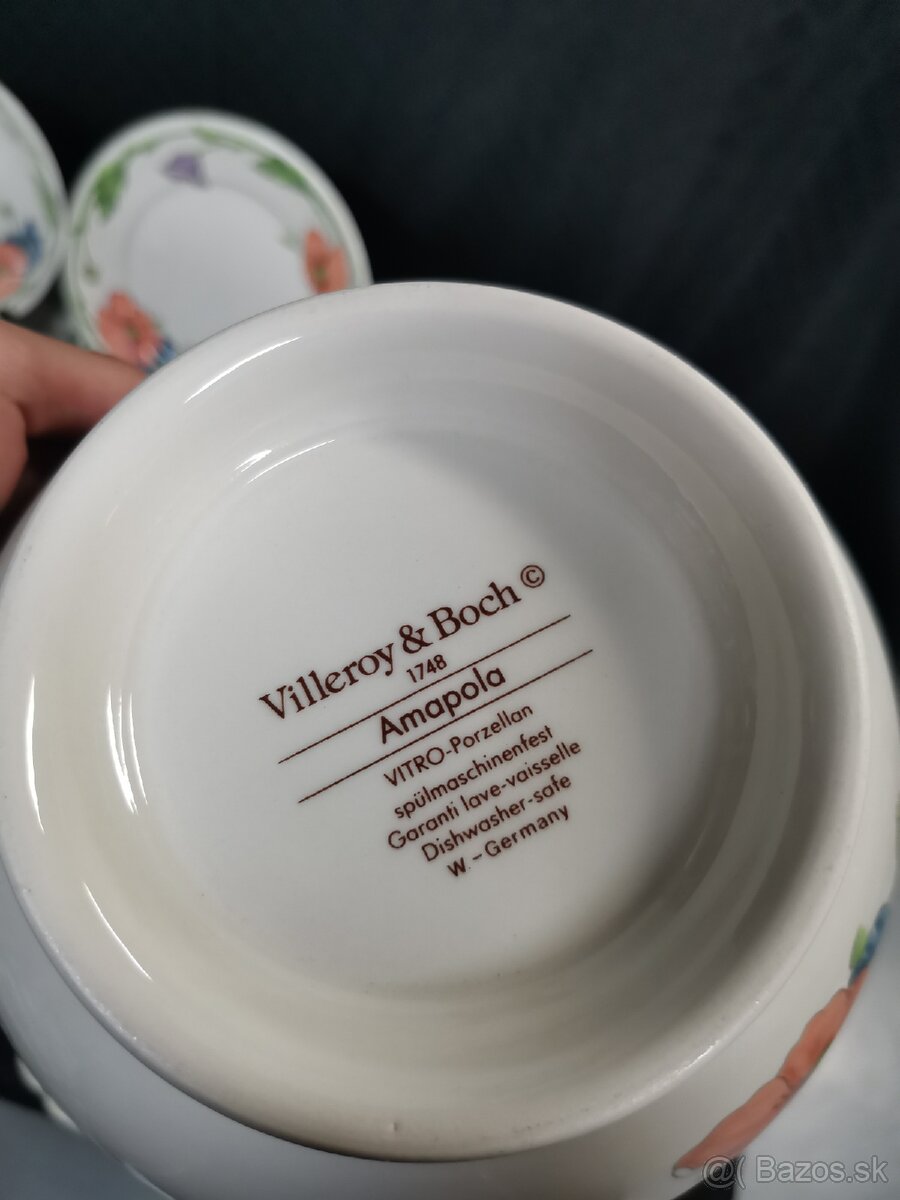 Villeroy & Boch ©
1748
Amapola
VITRO-Porzellan
spülmaschinenfest
Garanti lave-vaisselle
Dishwasher-safe
W.-Germany
@( Bazos.sk